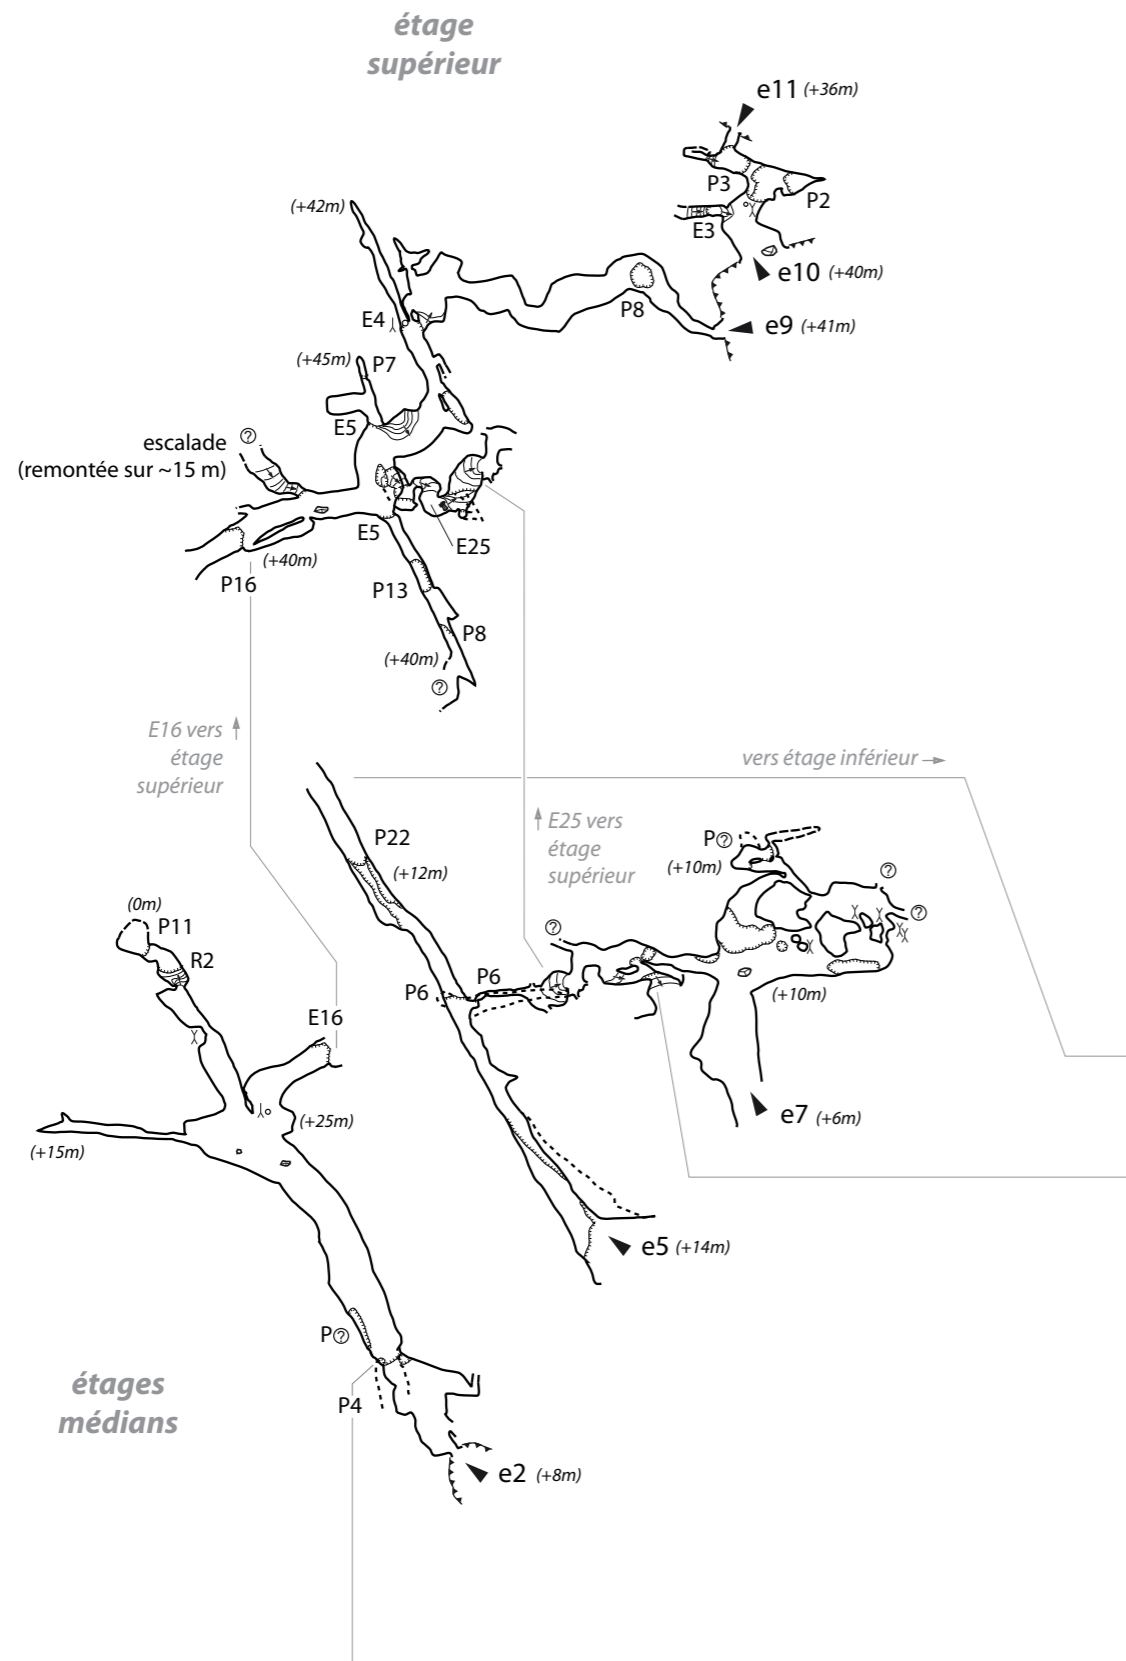 étage
supérieur
e11 (+36m)
P3
P2
(+42m)
E3
e10 (+40m)
P8
E4
e9 (+41m)
(+45m) P7
E5
escalade ?
(remontée sur ~15 m)
E5
E25
(+40m)
P16
P13
P8
(+40m)
?
E16 vers
étage
supérieur
vers étage inférieur
E25 vers
étage
supérieur
P22
(+12m)
P?
(+10m)
?
?
(0m)
P11
R2
?
P6
P6
(+10m)
E16
e7 (+6m)
(+25m)
(+15m)
e5 (+14m)
P?
étages
médians
P4
e2 (+8m)